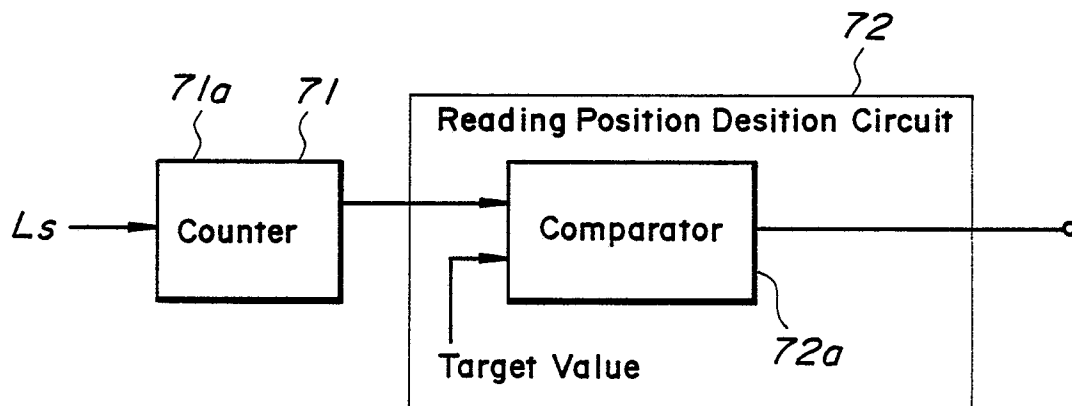 72
71a 71
Reading Position Desition Circuit
Ls Counter Comparator
Target Value 72a